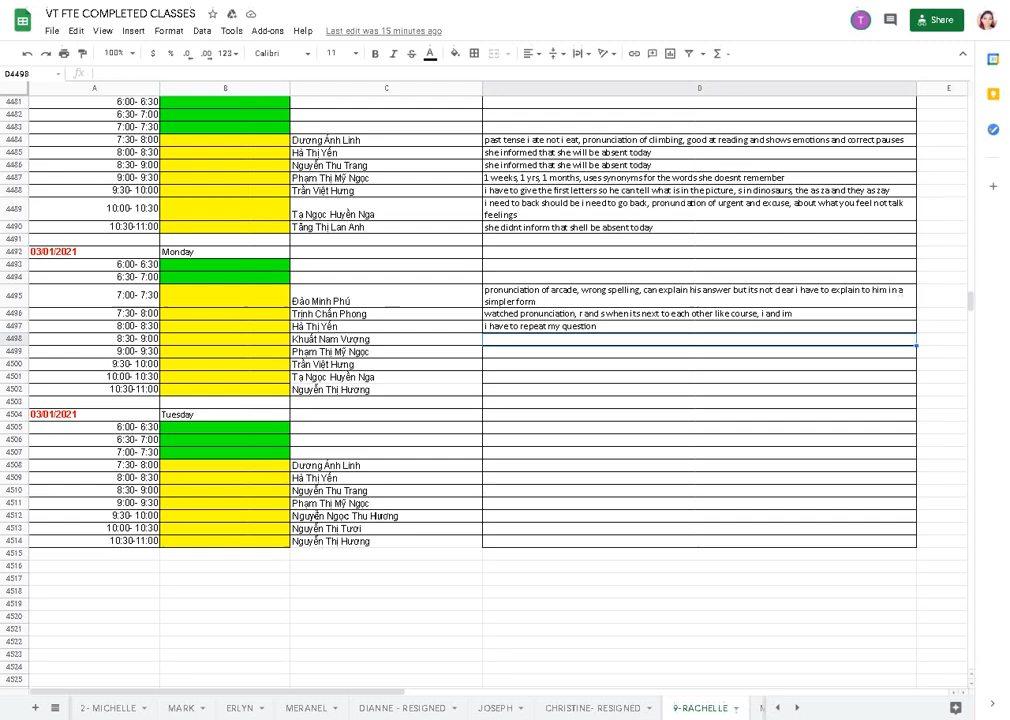 VT FTE COMPLETED CLASSES
File Edit View Insert Format Data Tools Add-ons Help Last edit was 15 minutes ago
Share
T
100% $ % .0 .00 123 Calibri 11 B I S A
D4498 fx
A B C D E
4481 6:00- 6:30
4482 6:30- 7:00
4483 7:00- 7:30
4484 7:30- 8:00 Dương Ánh Linh past tense i ate not i eat, pronunciation of climbing, good at reading and shows emotions and correct pauses
4485 8:00- 8:30 Hà Thị Yến she informed that she will be absent today
4486 8:30- 9:00 Nguyễn Thu Trang she informed that she will be absent today
4487 9:00- 9:30 Phạm Thị Mỹ Ngọc 1 weeks, 1 yrs, 1 months, uses synonyms for the words she doesnt remember
4488 9:30- 10:00 Trần Việt Hưng i have to give the first letters so he can tell what is in the picture, s in dinosaurs, the as za and they as zay
4489 10:00- 10:30 Tạ Ngọc Huyền Nga i need to back should be i need to go back, pronunciation of urgent and excuse, about what you feel not talk
feelings
4490 10:30-11:00 Tăng Thị Lan Anh she didnt inform that shell be absent today
4491
4492 03/01/2021 Monday
4493 6:00- 6:30
4494 6:30- 7:00
4495 7:00- 7:30 Đào Minh Phú pronunciation of arcade, wrong spelling, can explain his answer but its not clear i have to explain to him in a
simpler form
4496 7:30- 8:00 Trịnh Chấn Phong watched pronunciation, r and s when its next to each other like course, i and im
4497 8:00- 8:30 Hà Thị Yến i have to repeat my question
4498 8:30- 9:00 Khuất Nam Vượng
4499 9:00- 9:30 Phạm Thị Mỹ Ngọc
4500 9:30- 10:00 Trần Việt Hưng
4501 10:00- 10:30 Tạ Ngọc Huyền Nga
4502 10:30-11:00 Nguyễn Thị Hương
4503
4504 03/01/2021 Tuesday
4505 6:00- 6:30
4506 6:30- 7:00
4507 7:00- 7:30
4508 7:30- 8:00 Dương Ánh Linh
4509 8:00- 8:30 Hà Thị Yến
4510 8:30- 9:00 Nguyễn Thu Trang
4511 9:00- 9:30 Phạm Thị Mỹ Ngọc
4512 9:30- 10:00 Nguyễn Ngọc Thu Hương
4513 10:00- 10:30 Nguyễn Thị Tươi
4514 10:30-11:00 Nguyễn Thị Hương
4515
4516
4517
4518
4519
4520
4521
4522
4523
4524
4525
2- MICHELLE MARK ERLYN MERANEL DIANNE - RESIGNED JOSEPH CHRISTINE- RESIGNED 9-RACHELLE